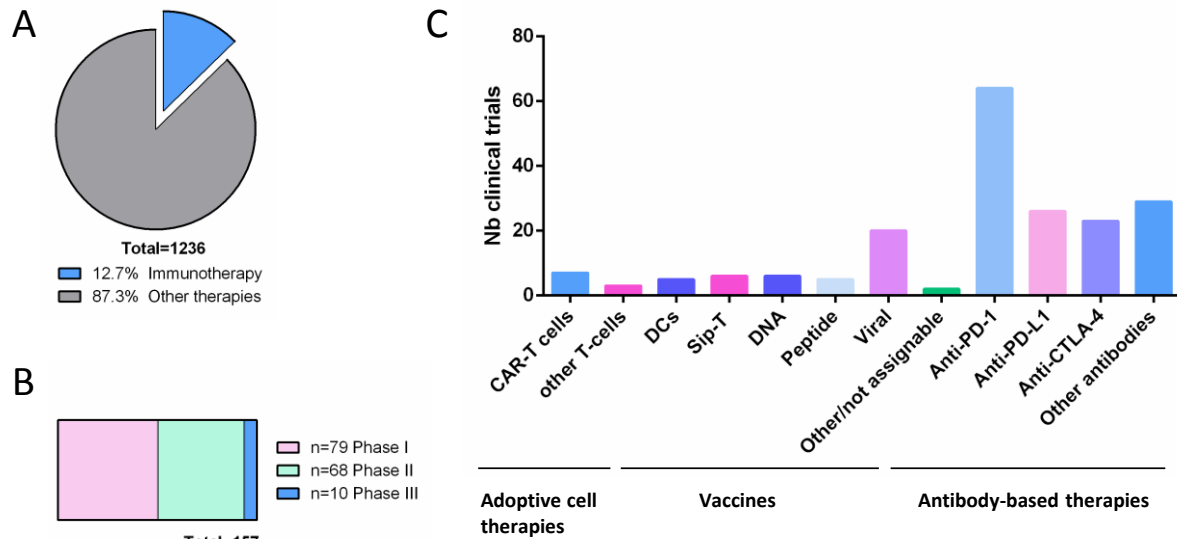 A
Total=1236
12.7% Immunotherapy
87.3% Other therapies
B
n=79 Phase I
n=68 Phase II
n=10 Phase III
C
Nb clinical trials
80
60
40
20
0
CAR-T cells
other T-cells
DCs
Sip-T
DNA
Peptide
Viral
Other/not assignable
Anti-PD-1
Anti-PD-L1
Anti-CTLA-4
Other antibodies
Adoptive cell
therapies
Vaccines
Antibody-based therapies